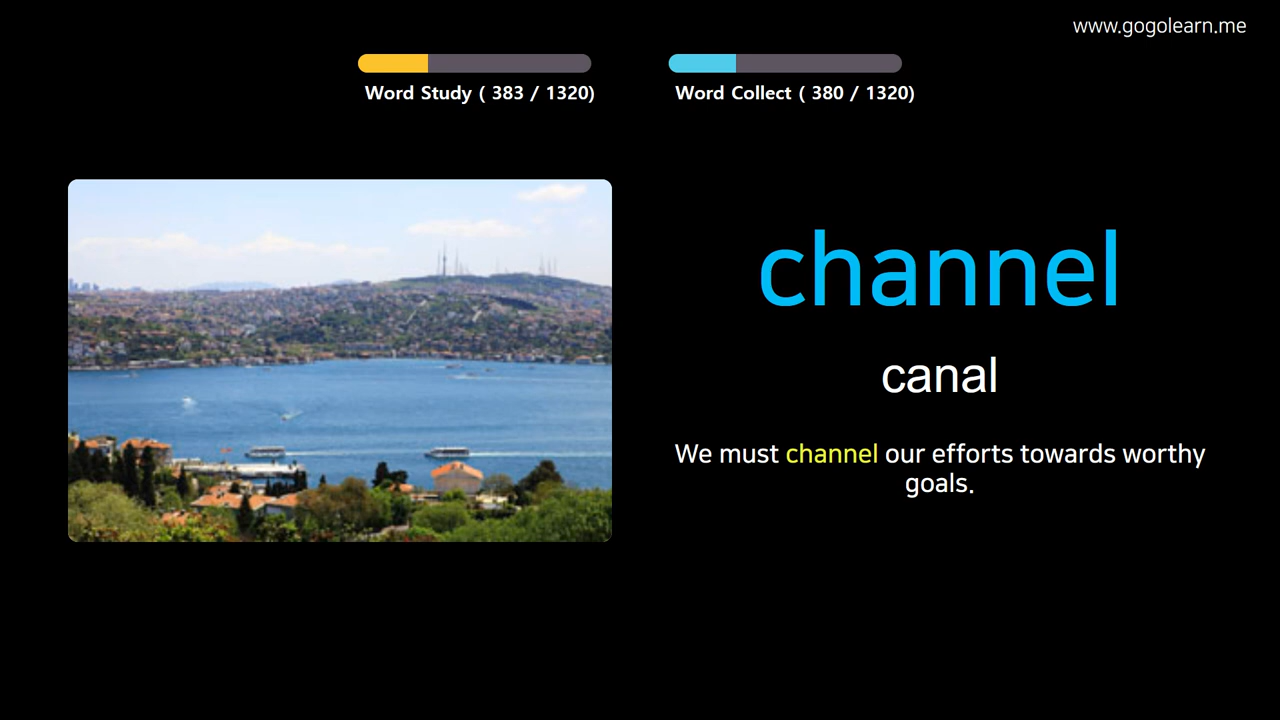 www.gogolearn.me
Word Study ( 383 / 1320)
Word Collect ( 380 / 1320)
channel
canal
We must channel our efforts towards worthy
goals.